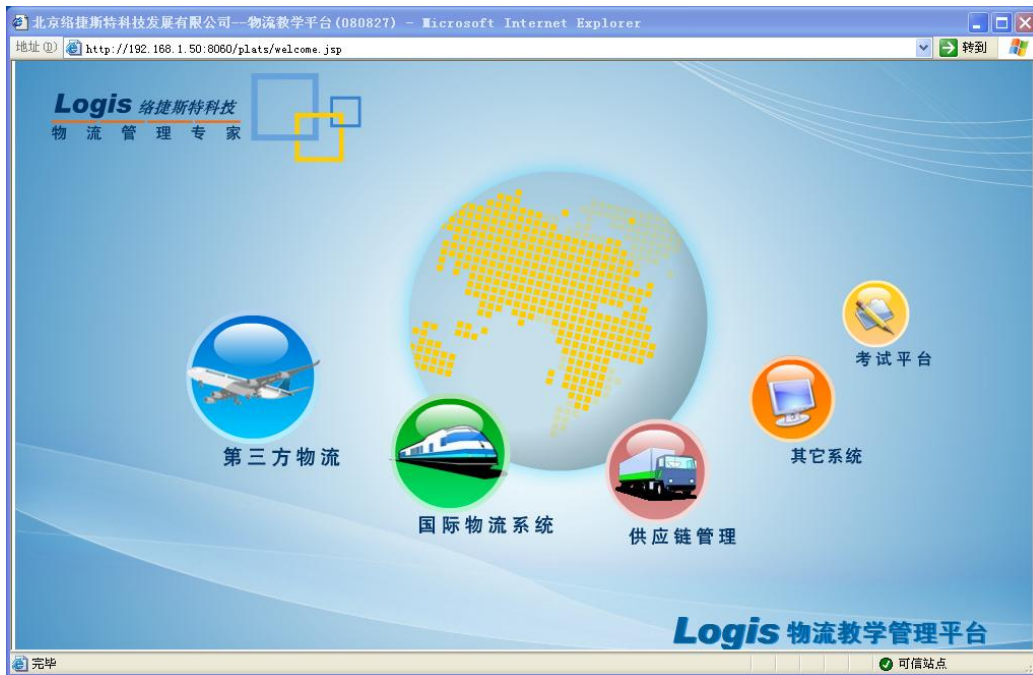 北京络捷斯特科技发展有限公司--物流教学平台(080827) - Microsoft Internet Explorer
地址(D) http://192.168.1.50:8060/plats/welcome.jsp 转到
Logis 络捷斯特科技
物流管理专家
考试平台
第三方物流
其它系统
国际物流系统
供应链管理
Logis 物流教学管理平台
完毕 可信站点